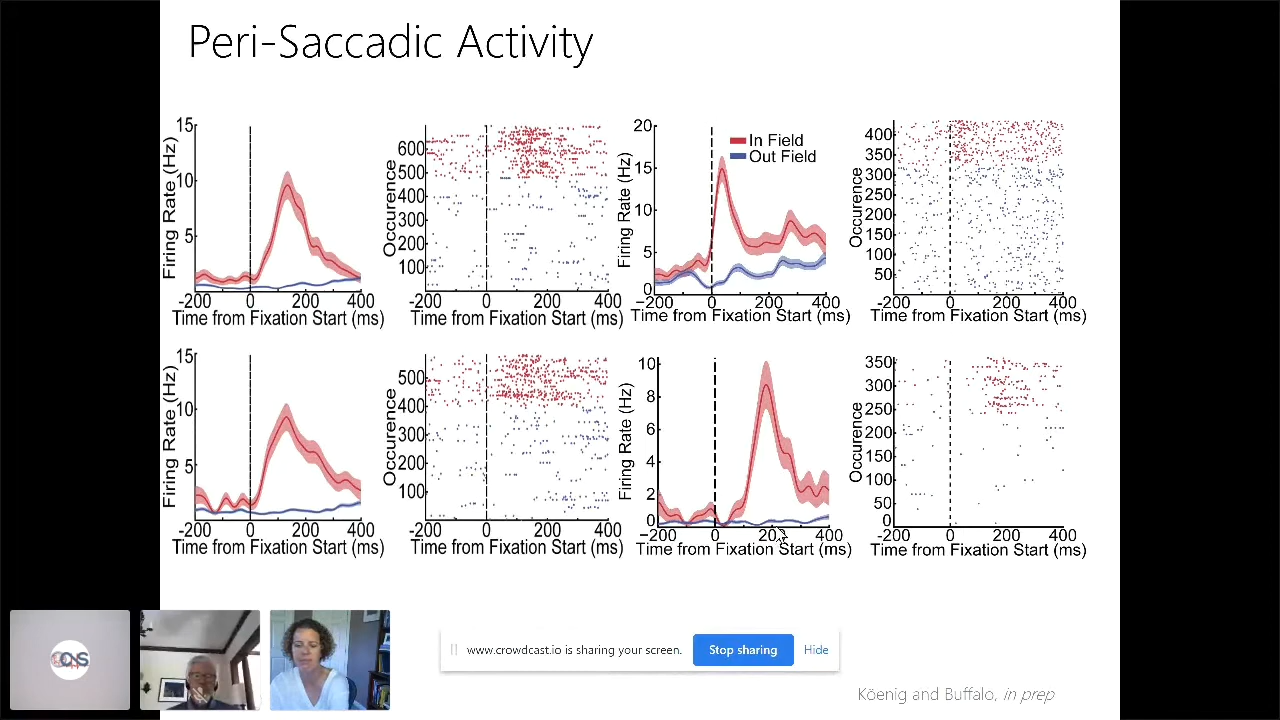 Peri-Saccadic Activity
15
10
5
Firing Rate (Hz)
-200 0 200 400
Time from Fixation Start (ms)
600
500
400
300
200
100
Occurence
-200 0 200 400
Time from Fixation Start (ms)
20
15
10
5
0
Firing Rate (Hz)
In Field
Out Field
-200 0 200 400
Time from Fixation Start (ms)
400
350
300
250
200
150
100
50
Occurence
-200 0 200 400
Time from Fixation Start (ms)
15
10
5
Firing Rate (Hz)
-200 0 200 400
Time from Fixation Start (ms)
500
400
300
200
100
Occurence
-200 0 200 400
Time from Fixation Start (ms)
10
8
6
4
2
0
Firing Rate (Hz)
-200 0 200 400
Time from Fixation Start (ms)
350
300
250
200
150
100
50
0
Occurence
-200 0 200 400
Time from Fixation Start (ms)
www.crowdcast.io is sharing your screen.
Stop sharing
Hide
Koenig and Buffalo, in prep